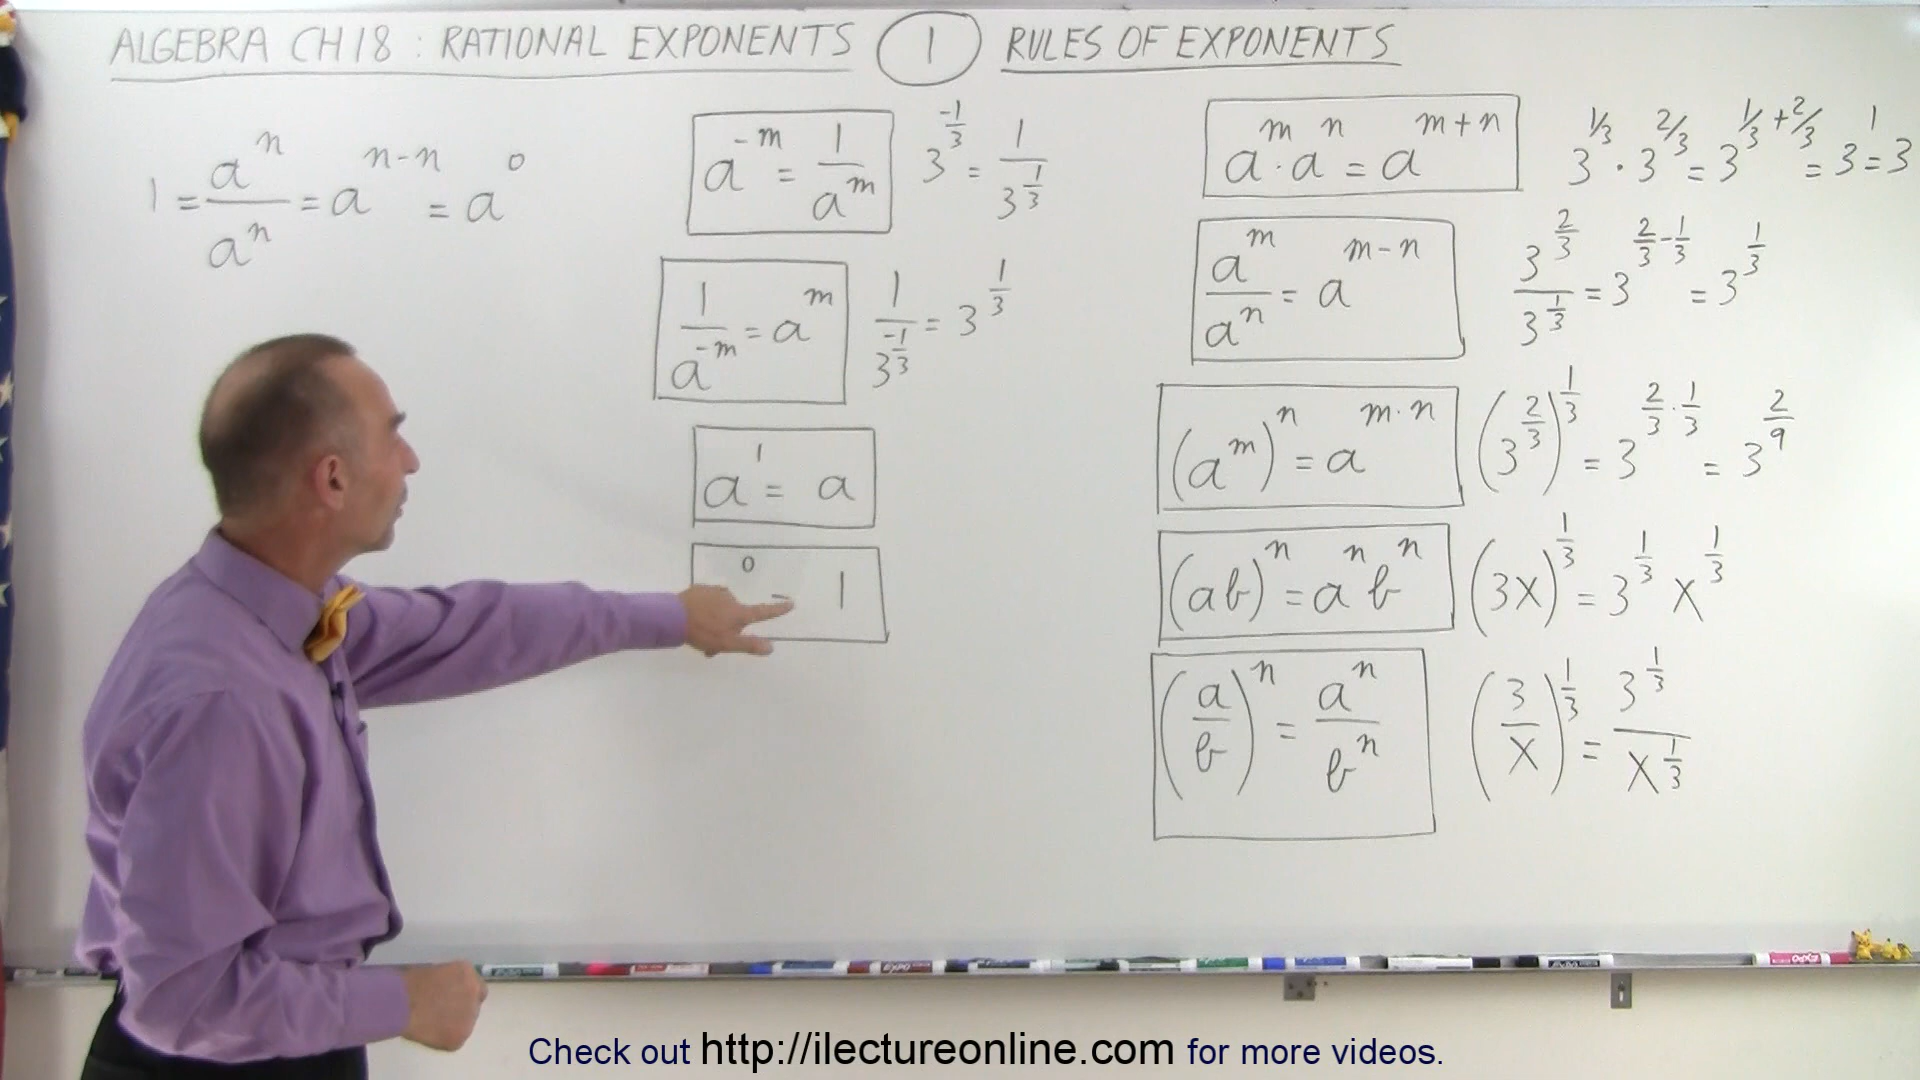 ALGEBRA CH 18 : RATIONAL EXPONENTS 1 RULES OF EXPONENTS
1 = a^n / a^n = a^(n-n) = a^0
a^(-m) = 1 / a^m
3^(-1/3) = 1 / 3^(1/3)
1 / a^(-m) = a^m
1 / 3^(-1/3) = 3^(1/3)
a^1 = a
0 = 1
a^m · a^n = a^(m+n)
3^(1/3) · 3^(2/3) = 3^(1/3 + 2/3) = 3^1 = 3
a^m / a^n = a^(m-n)
3^(2/3) / 3^(1/3) = 3^(2/3 - 1/3) = 3^(1/3)
(a^m)^n = a^(m·n)
(3^(2/3))^(1/3) = 3^(2/3 · 1/3) = 3^(2/9)
(ab)^n = a^n b^n
(3x)^(1/3) = 3^(1/3) x^(1/3)
(a/b)^n = a^n / b^n
(3/x)^(1/3) = 3^(1/3) / x^(1/3)
Check out http://ilectureonline.com for more videos.